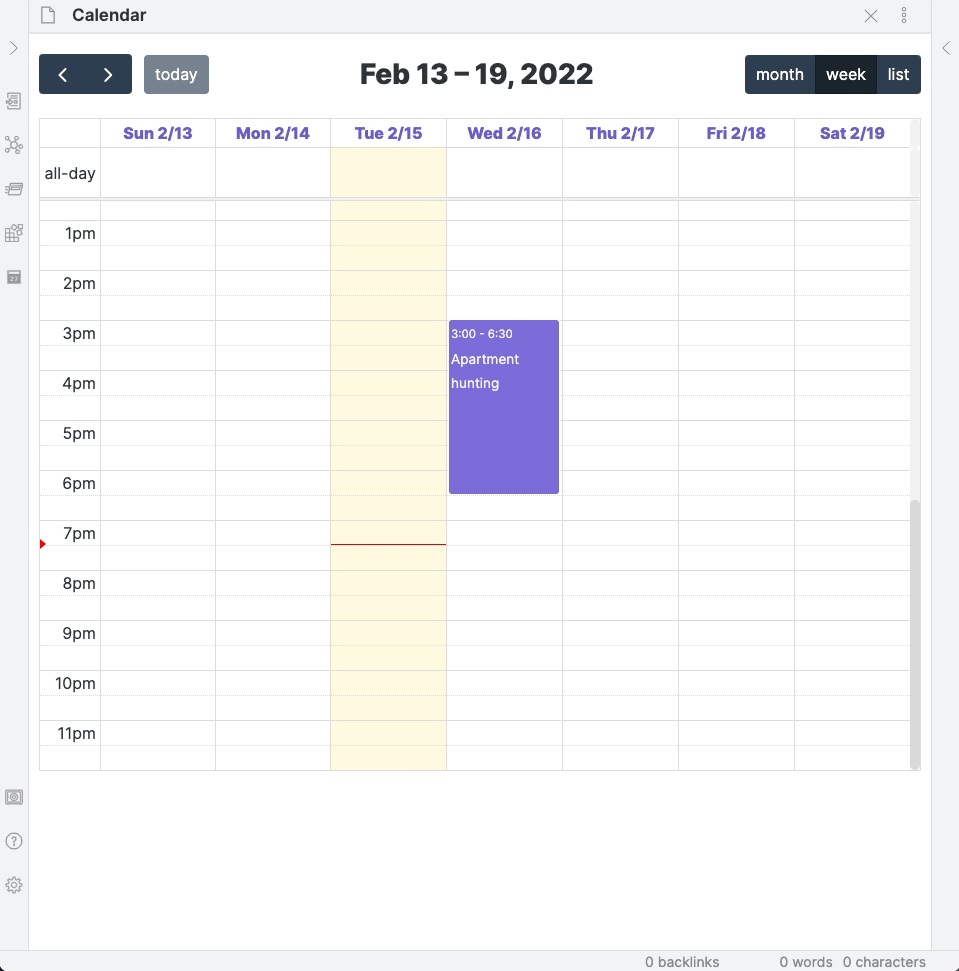 Calendar
today
Feb 13 – 19, 2022
month week list
Sun 2/13 Mon 2/14 Tue 2/15 Wed 2/16 Thu 2/17 Fri 2/18 Sat 2/19
all-day
1pm
2pm
3pm
3:00 - 6:30
Apartment
hunting
4pm
5pm
6pm
7pm
8pm
9pm
10pm
11pm
0 backlinks 0 words 0 characters